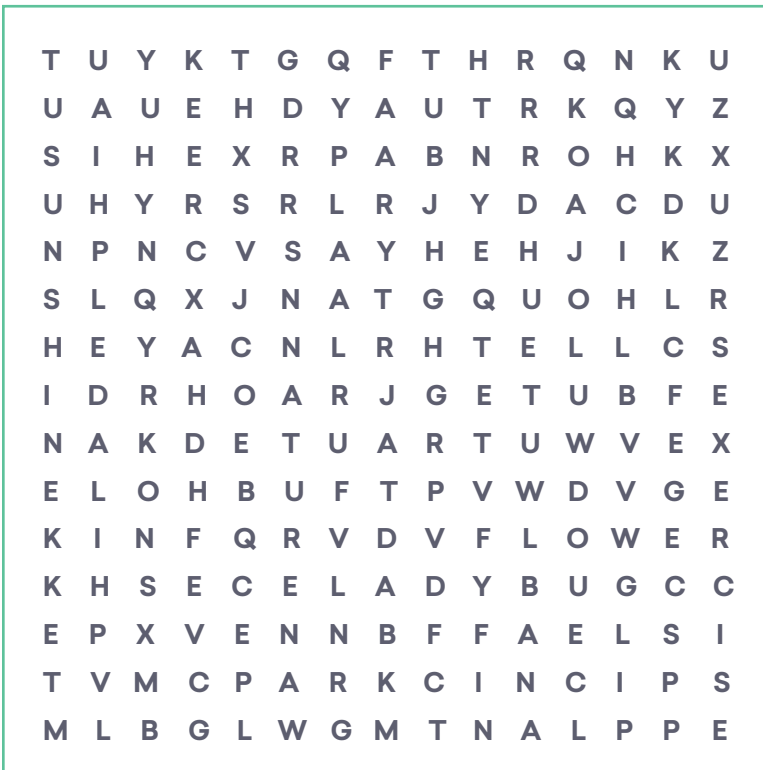 T U Y K T G Q F T H R Q N K U
U A U E H D Y A U T R K Q Y Z
S I H E X R P A B N R O H K X
U H Y R S R L R J Y D A C D U
N P N C V S A Y H E H J I K Z
S L Q X J N A T G Q U O H L R
H E Y A C N L R H T E L L C S
I D R H O A R J G E T U B F E
N A K D E T U A R T U W V E X
E L O H B U F T P V W D V G E
K I N F Q R V D V F L O W E R
K H S E C E L A D Y B U G C C
E P X V E N N B F F A E L S I
T V M C P A R K C I N C I P S
M L B G L W G M T N A L P P E